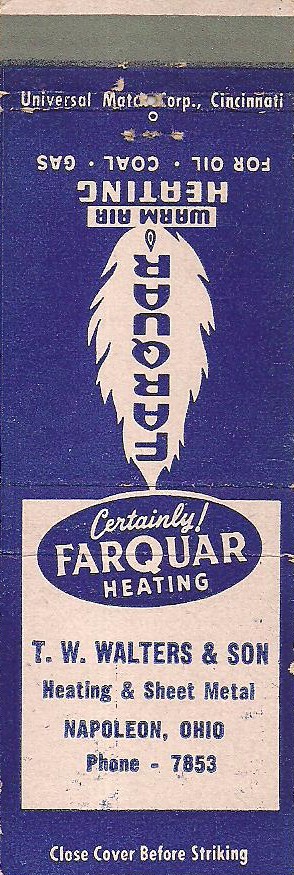 Universal Match Corp., Cincinnati
FOR OIL · COAL · GAS
HEATING
WARM AIR
FARQUAR
Certainly!
FARQUAR
HEATING
T. W. WALTERS & SON
Heating & Sheet Metal
NAPOLEON, OHIO
Phone - 7853
Close Cover Before Striking